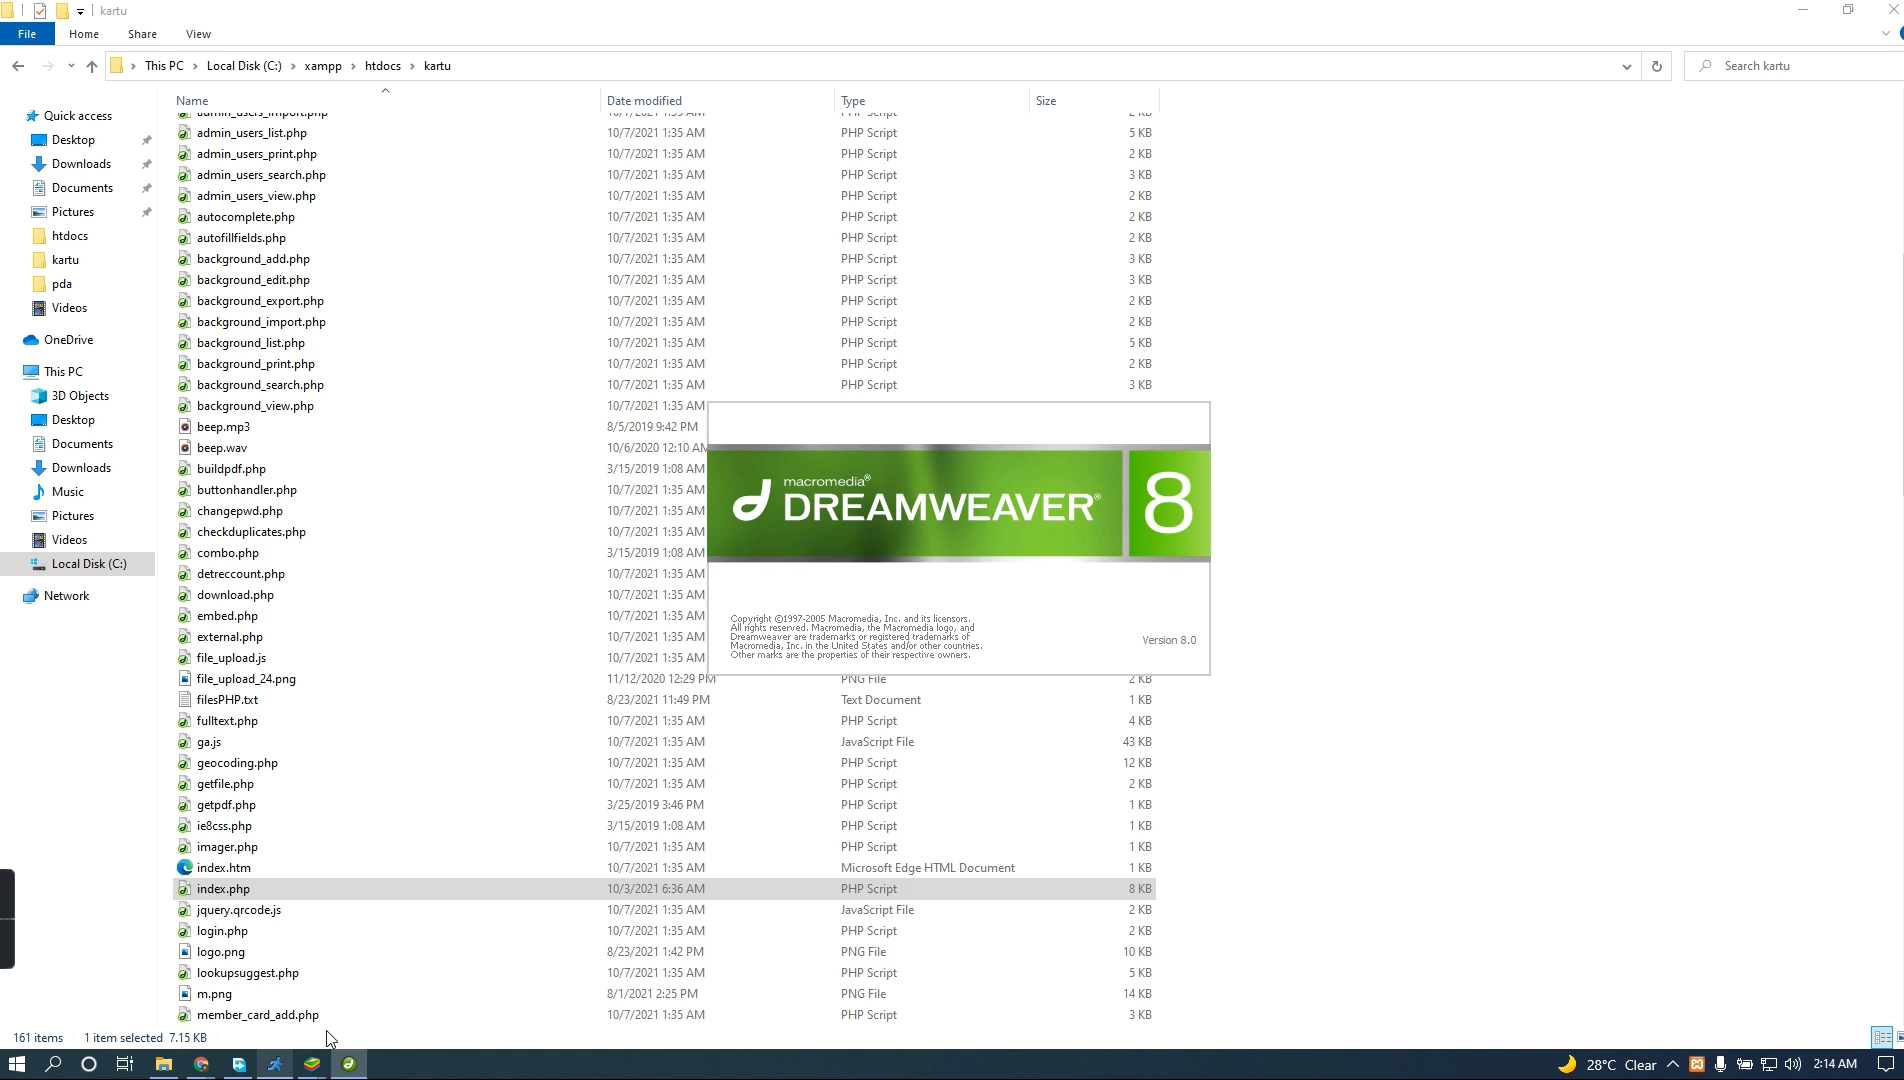 kartu
File Home Share View
This PC Local Disk (C:) xampp htdocs kartu
Search kartu
Name Date modified Type Size
Quick access
Desktop
Downloads
Documents
Pictures
htdocs
kartu
pda
Videos
OneDrive
This PC
3D Objects
Desktop
Documents
Downloads
Music
Pictures
Videos
Local Disk (C:)
Network
admin_users_import.php 10/7/2021 1:35 AM PHP Script 2 KB
admin_users_list.php 10/7/2021 1:35 AM PHP Script 5 KB
admin_users_print.php 10/7/2021 1:35 AM PHP Script 2 KB
admin_users_search.php 10/7/2021 1:35 AM PHP Script 3 KB
admin_users_view.php 10/7/2021 1:35 AM PHP Script 2 KB
autocomplete.php 10/7/2021 1:35 AM PHP Script 2 KB
autofillfields.php 10/7/2021 1:35 AM PHP Script 2 KB
background_add.php 10/7/2021 1:35 AM PHP Script 3 KB
background_edit.php 10/7/2021 1:35 AM PHP Script 3 KB
background_export.php 10/7/2021 1:35 AM PHP Script 2 KB
background_import.php 10/7/2021 1:35 AM PHP Script 2 KB
background_list.php 10/7/2021 1:35 AM PHP Script 5 KB
background_print.php 10/7/2021 1:35 AM PHP Script 2 KB
background_search.php 10/7/2021 1:35 AM PHP Script 3 KB
background_view.php 10/7/2021 1:35 AM
beep.mp3 8/5/2019 9:42 PM
beep.wav 10/6/2020 12:10 AM
buildpdf.php 3/15/2019 1:08 AM
buttonhandler.php 10/7/2021 1:35 AM
changepwd.php 10/7/2021 1:35 AM
checkduplicates.php 10/7/2021 1:35 AM
combo.php 3/15/2019 1:08 AM
detreccount.php 10/7/2021 1:35 AM
download.php 10/7/2021 1:35 AM
embed.php 10/7/2021 1:35 AM
external.php 10/7/2021 1:35 AM
file_upload.js 10/7/2021 1:35 AM
file_upload_24.png 11/12/2020 12:29 PM PNG File 2 KB
filesPHP.txt 8/23/2021 11:49 PM Text Document 1 KB
fulltext.php 10/7/2021 1:35 AM PHP Script 4 KB
ga.js 10/7/2021 1:35 AM JavaScript File 43 KB
geocoding.php 10/7/2021 1:35 AM PHP Script 12 KB
getfile.php 10/7/2021 1:35 AM PHP Script 2 KB
getpdf.php 3/25/2019 3:46 PM PHP Script 1 KB
ie8css.php 3/15/2019 1:08 AM PHP Script 1 KB
imager.php 10/7/2021 1:35 AM PHP Script 1 KB
index.htm 10/7/2021 1:35 AM Microsoft Edge HTML Document 1 KB
index.php 10/3/2021 6:36 AM PHP Script 8 KB
jquery.qrcode.js 10/7/2021 1:35 AM JavaScript File 2 KB
login.php 10/7/2021 1:35 AM PHP Script 2 KB
logo.png 8/23/2021 1:42 PM PNG File 10 KB
lookupsuggest.php 10/7/2021 1:35 AM PHP Script 5 KB
m.png 8/1/2021 2:25 PM PNG File 14 KB
member_card_add.php 10/7/2021 1:35 AM PHP Script 3 KB
macromedia®
DREAMWEAVER® 8
Copyright ©1997-2005 Macromedia, Inc. and its licensors.
All rights reserved. Macromedia, the Macromedia logo, and
Dreamweaver are trademarks or registered trademarks of
Macromedia, Inc. in the United States and/or other countries.
Other marks are the properties of their respective owners.
Version 8.0
161 items 1 item selected 7.15 KB
28°C Clear 2:14 AM